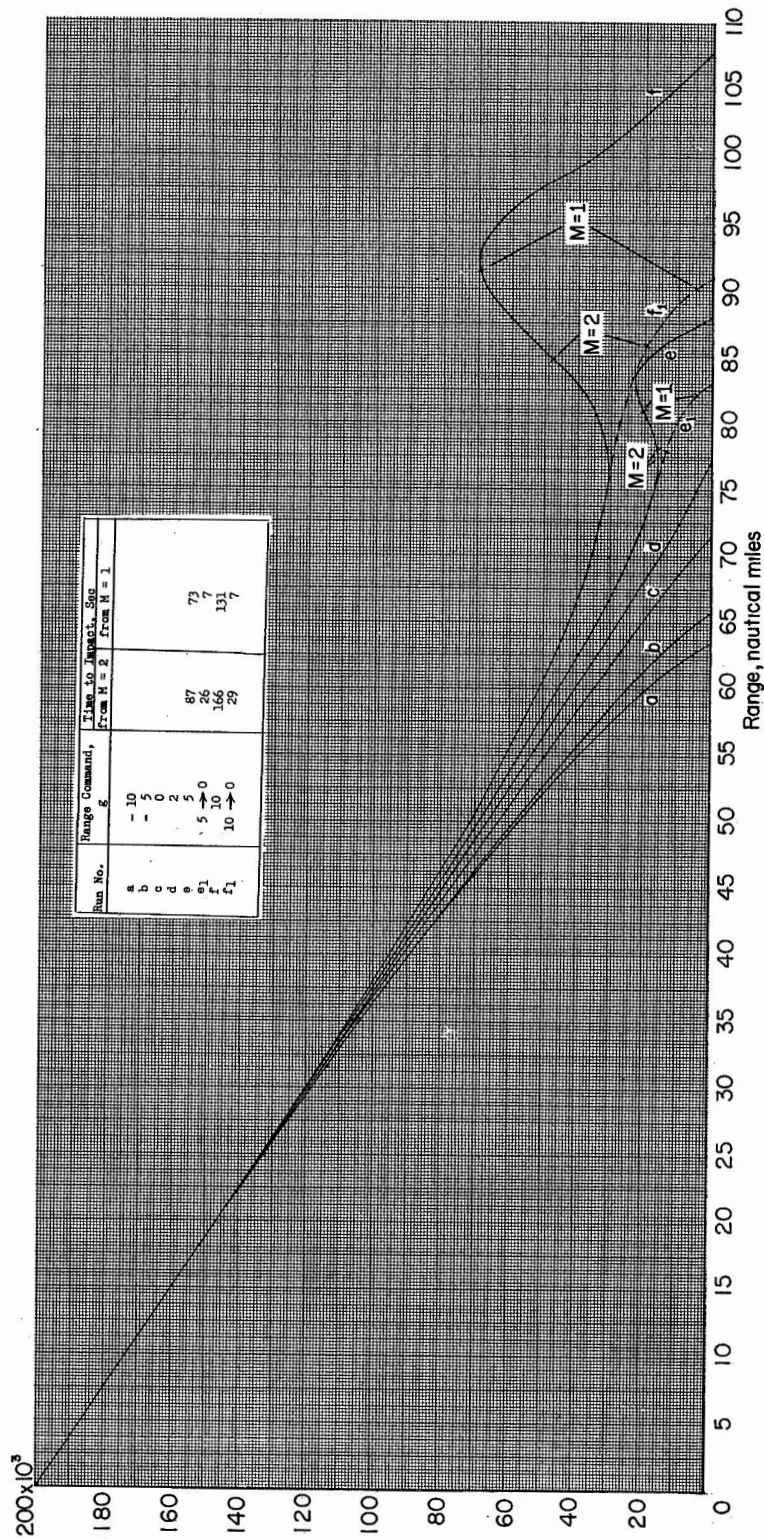 Run No. Range Command, g Time to Impact, Sec
from M = 2 from M = 1
a - 10
b - 5
c 0
d 2
e 5 87 73
e1 5 → 0 26 7
f 10 166 131
f1 10 → 0 29 7
200x10³
180
160
140
120
100
80
60
40
20
0 5 10 15 20 25 30 35 40 45 50 55 60 65 70 75 80 85 90 95 100 105 110
Range, nautical miles
a
b
c
d
e1
e
f1
f
M=2
M=1
M=2
M=1